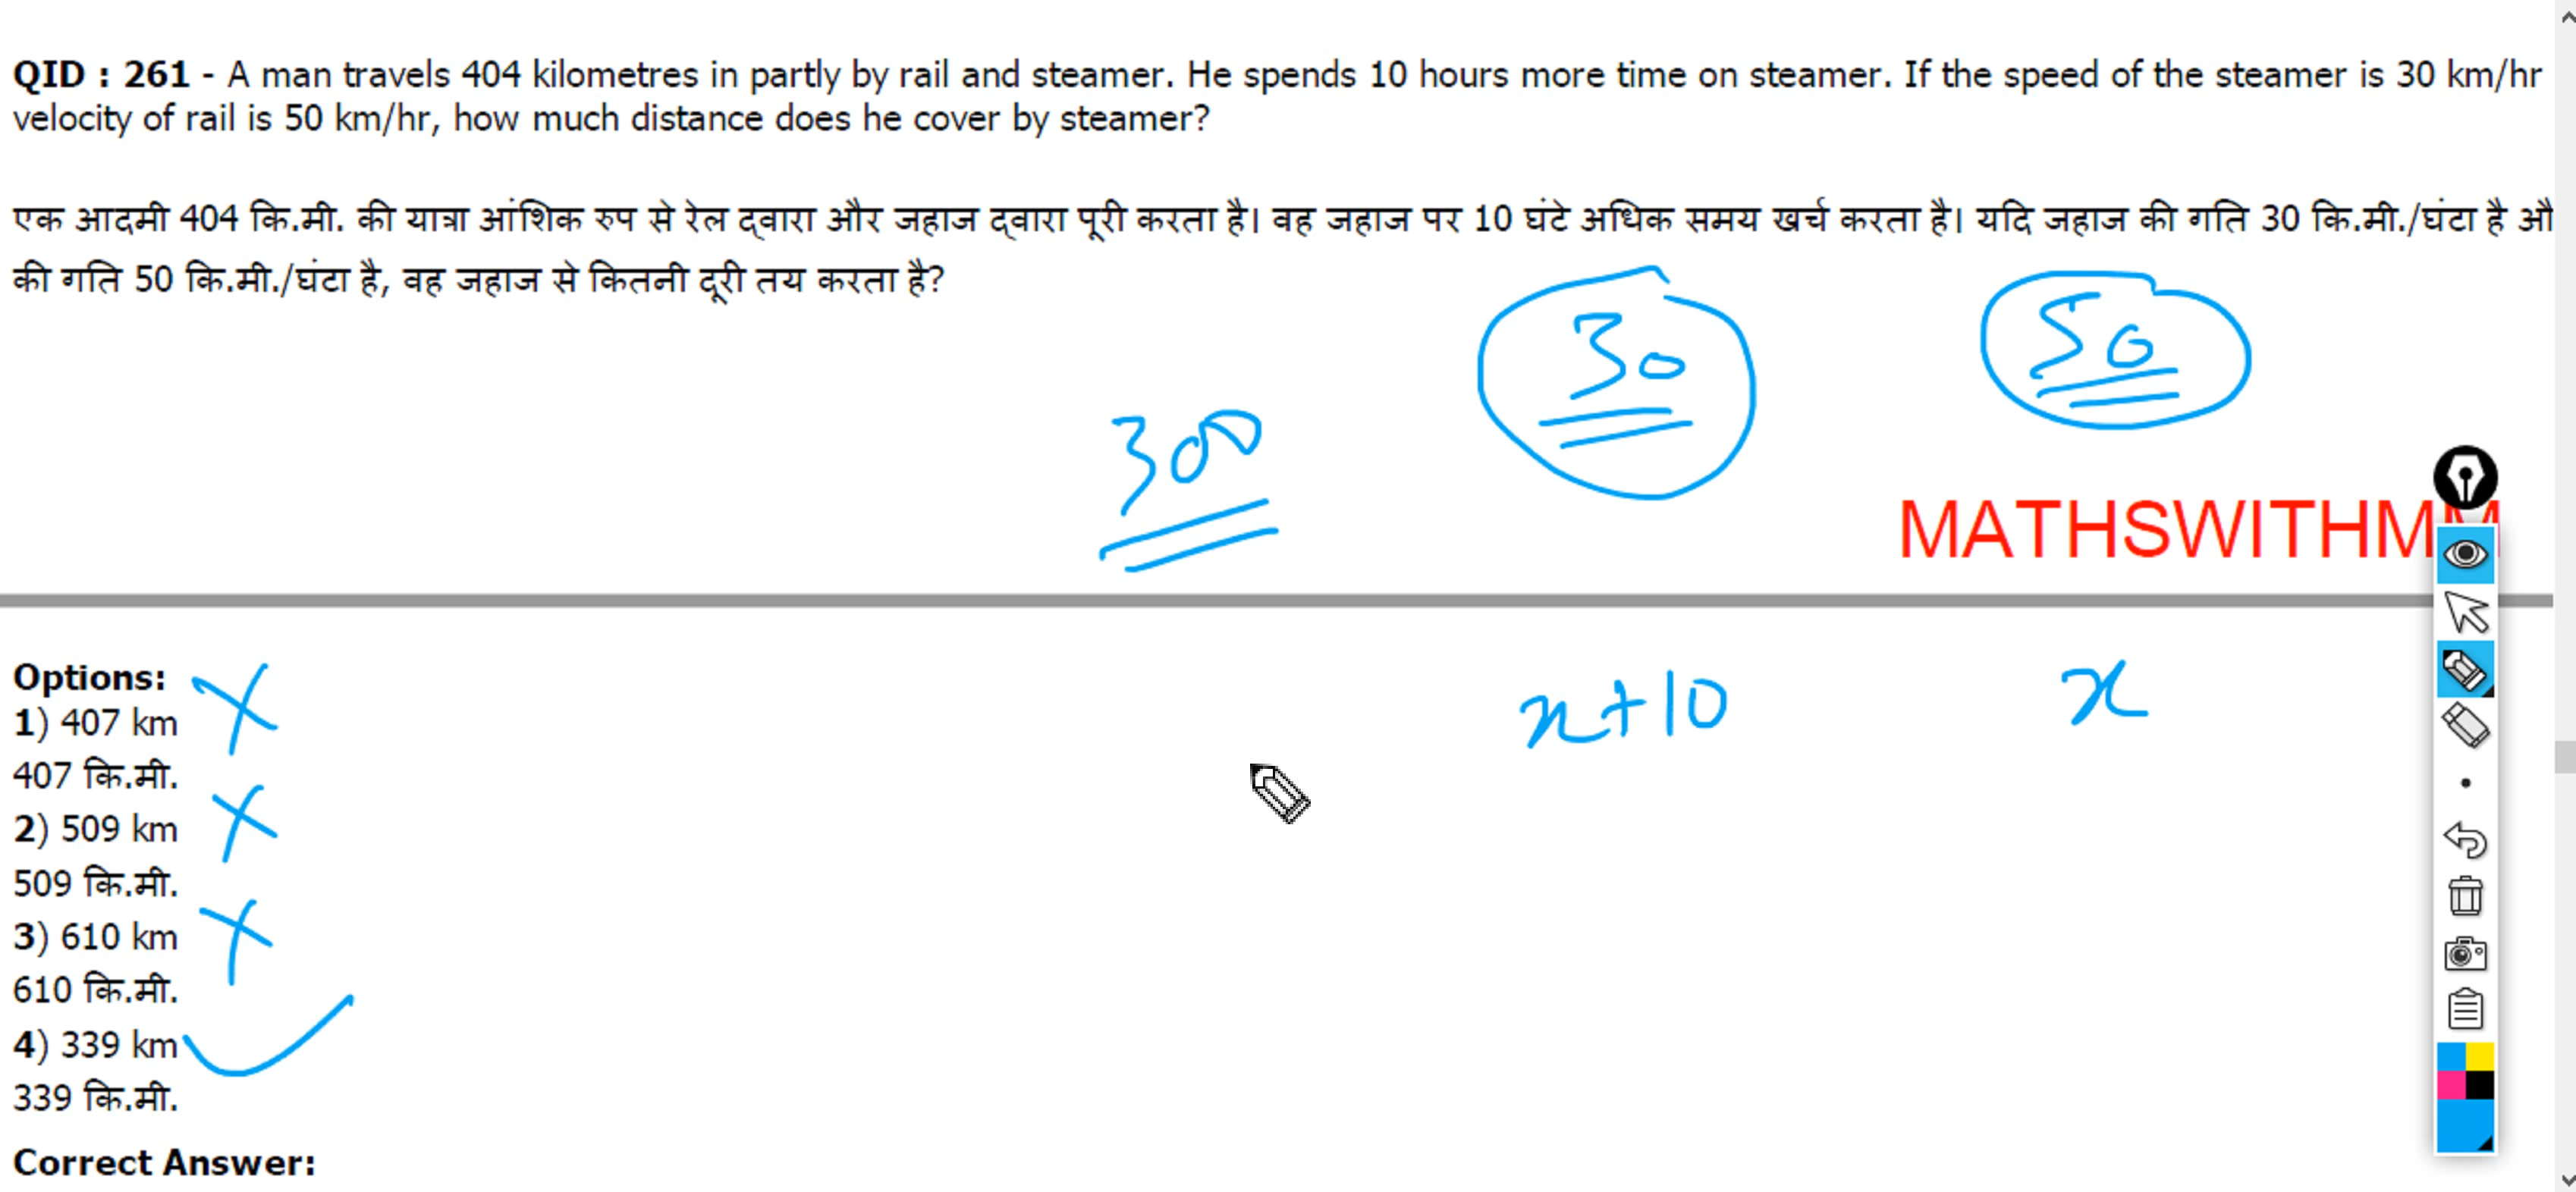 QID : 261 - A man travels 404 kilometres in partly by rail and steamer. He spends 10 hours more time on steamer. If the speed of the steamer is 30 km/hr
velocity of rail is 50 km/hr, how much distance does he cover by steamer?
एक आदमी 404 कि.मी. की यात्रा आंशिक रुप से रेल द्वारा और जहाज द्वारा पूरी करता है। वह जहाज पर 10 घंटे अधिक समय खर्च करता है। यदि जहाज की गति 30 कि.मी./घंटा है औ
की गति 50 कि.मी./घंटा है, वह जहाज से कितनी दूरी तय करता है?
30
50
300
MATHSWITHM
Options:
1) 407 km
407 कि.मी.
2) 509 km
509 कि.मी.
3) 610 km
610 कि.मी.
4) 339 km
339 कि.मी.
x+10
x
Correct Answer: